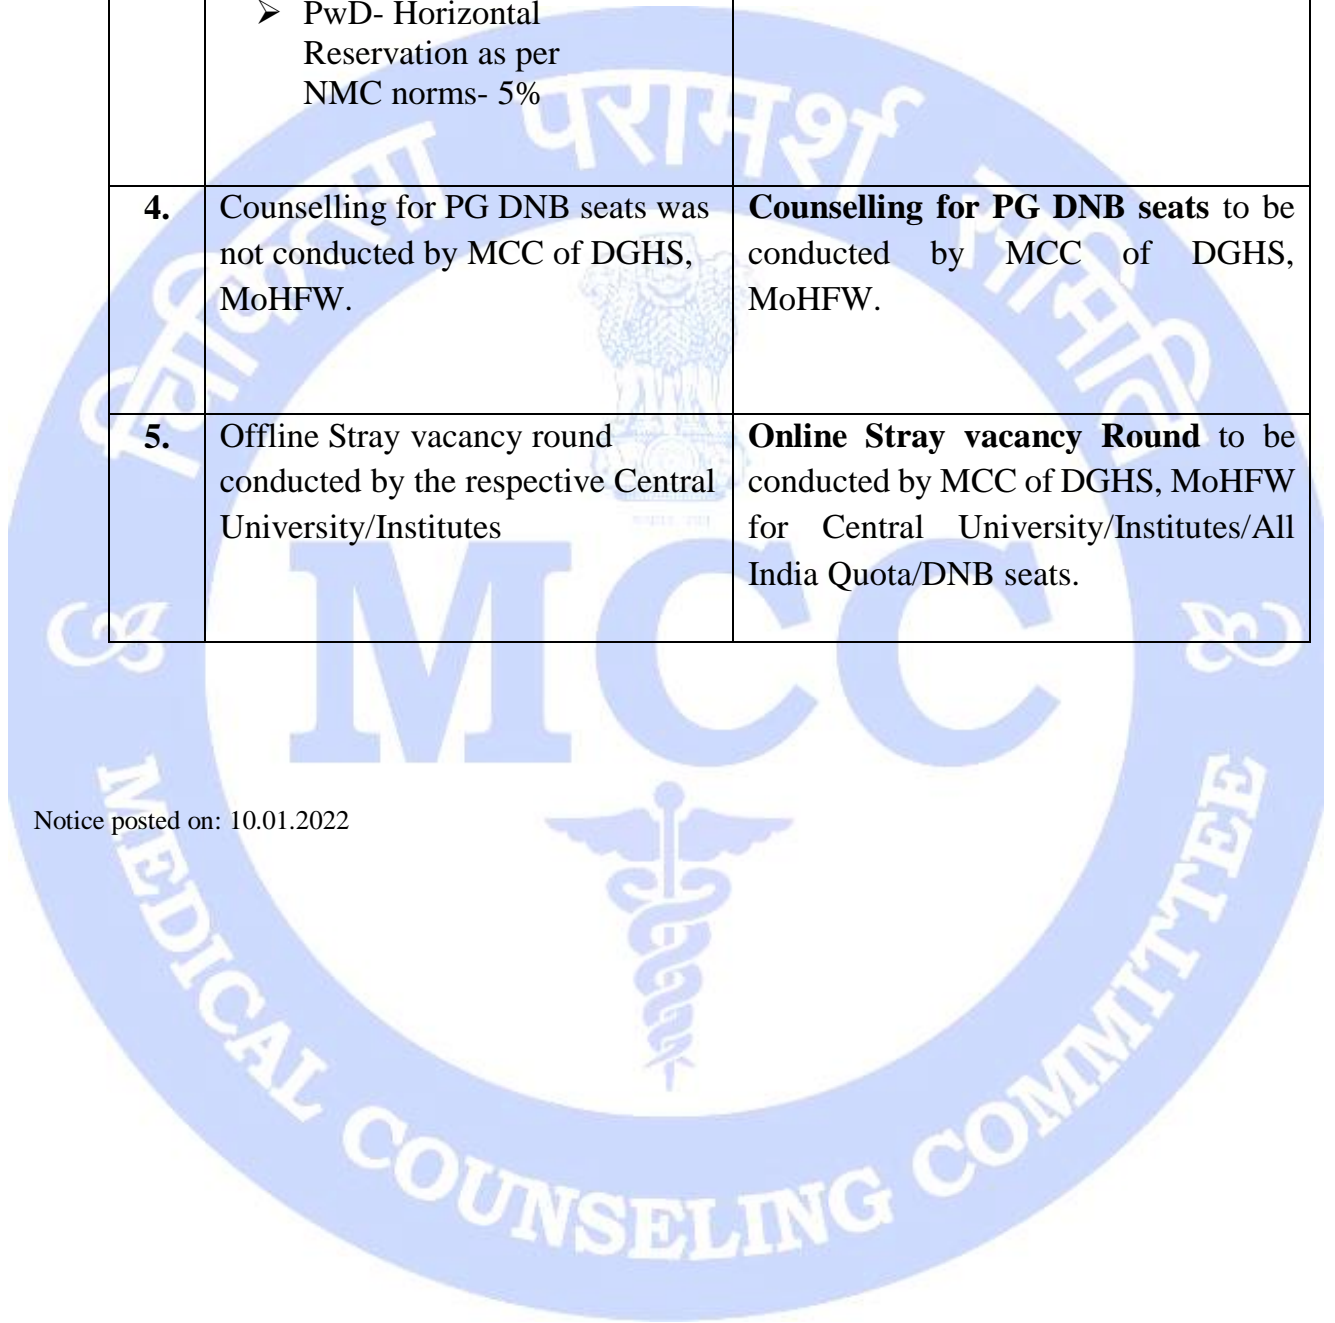 ➢ PwD- Horizontal
Reservation as per
NMC norms- 5%
4.
Counselling for PG DNB seats was
not conducted by MCC of DGHS,
MoHFW.
Counselling for PG DNB seats to be
conducted by MCC of DGHS,
MoHFW.
5.
Offline Stray vacancy round
conducted by the respective Central
University/Institutes
Online Stray vacancy Round to be
conducted by MCC of DGHS, MoHFW
for Central University/Institutes/All
India Quota/DNB seats.
Notice posted on: 10.01.2022
चिकित्सा परामर्श समिति
MCC
MEDICAL COUNSELING COMMITTEE